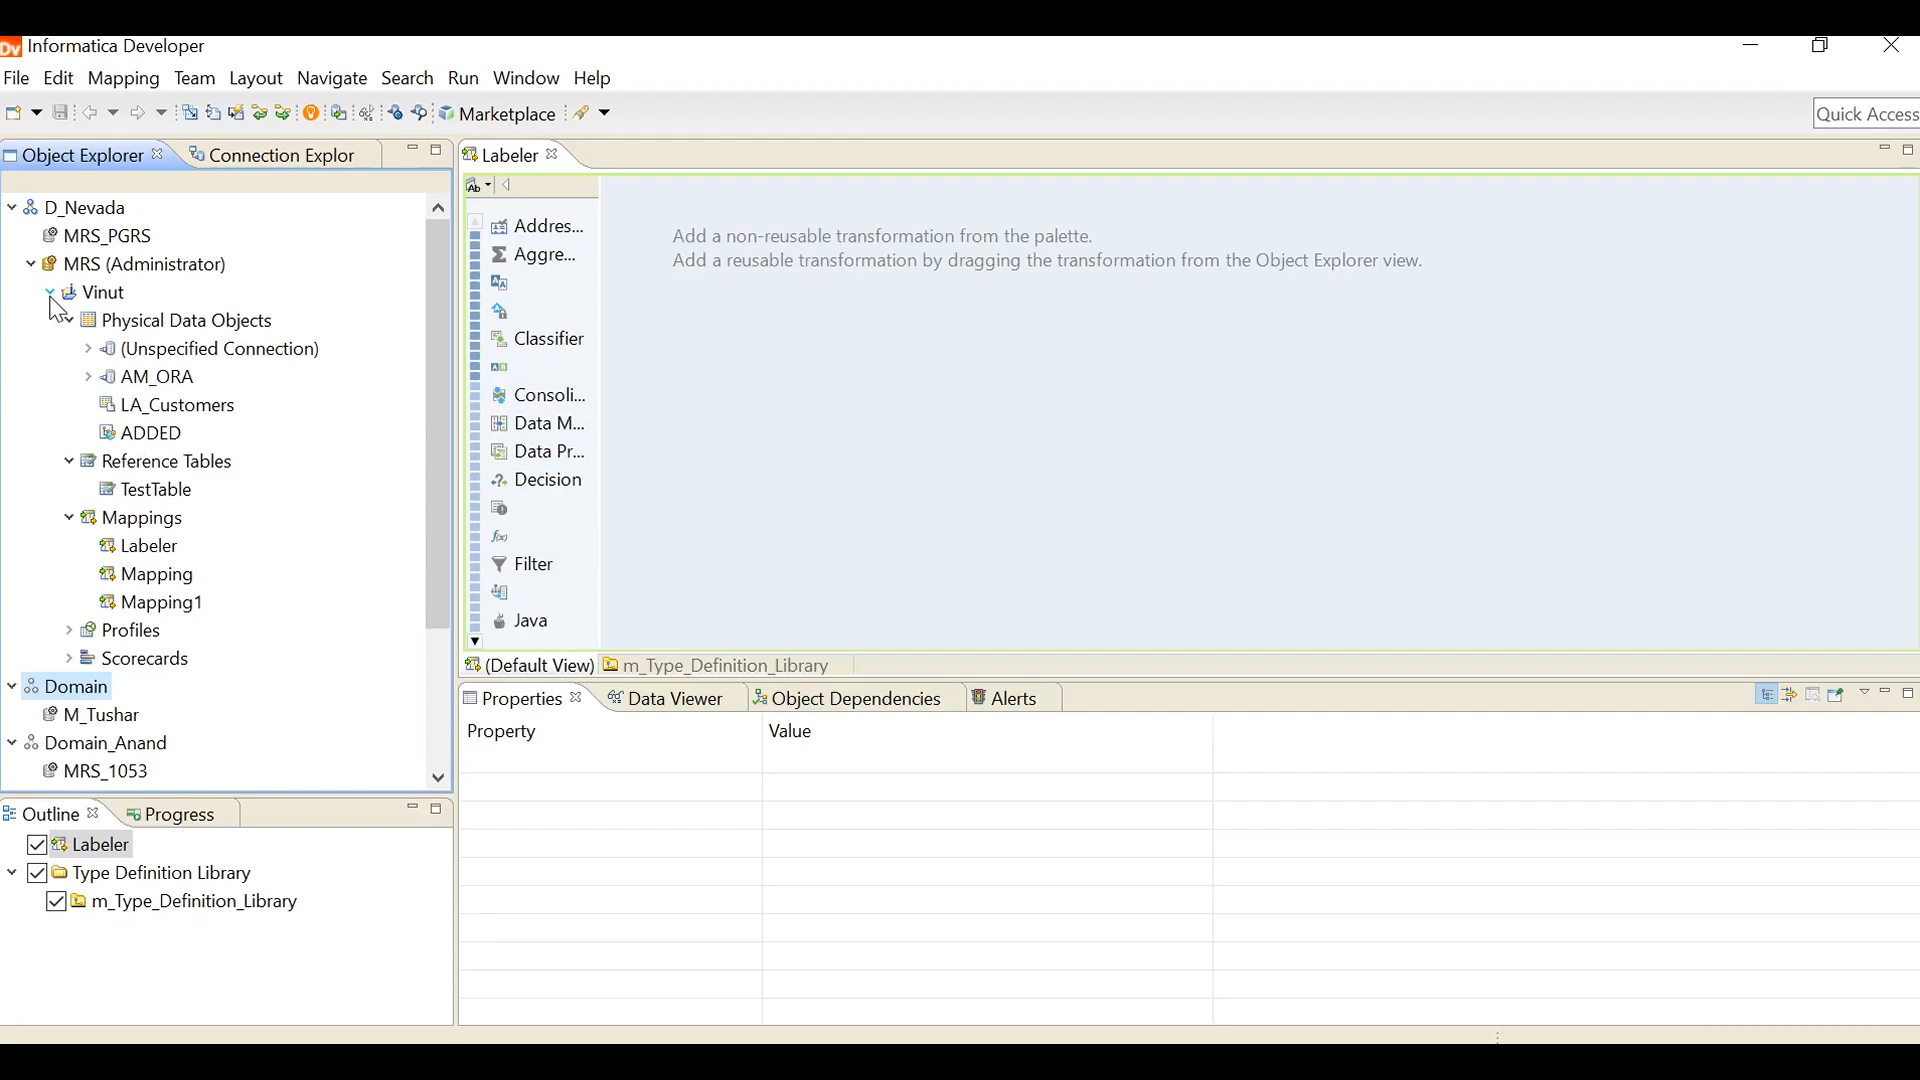 Dv Informatica Developer
File Edit Mapping Team Layout Navigate Search Run Window Help
Marketplace
Quick Access
Object Explorer
Connection Explor
D_Nevada
MRS_PGRS
MRS (Administrator)
Vinut
Physical Data Objects
(Unspecified Connection)
AM_ORA
LA_Customers
ADDED
Reference Tables
TestTable
Mappings
Labeler
Mapping
Mapping1
Profiles
Scorecards
Domain
M_Tushar
Domain_Anand
MRS_1053
Outline
Progress
Labeler
Type Definition Library
m_Type_Definition_Library
Labeler
Ab
Addres...
Aggre...
Classifier
Consoli...
Data M...
Data Pr...
Decision
f(x)
Filter
Java
Add a non-reusable transformation from the palette.
Add a reusable transformation by dragging the transformation from the Object Explorer view.
(Default View) m_Type_Definition_Library
Properties
Data Viewer
Object Dependencies
Alerts
Property Value